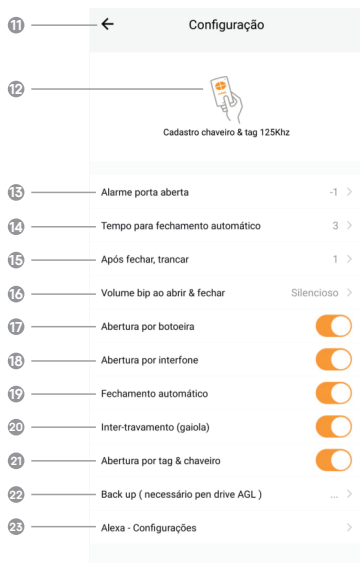 11 Configuração
12
Cadastro chaveiro & tag 125Khz
13 Alarme porta aberta -1
14 Tempo para fechamento automático 3
15 Após fechar, trancar 1
16 Volume bip ao abrir & fechar Silencioso
17 Abertura por botoeira
18 Abertura por interfone
19 Fechamento automático
20 Inter-travamento (gaiola)
21 Abertura por tag & chaveiro
22 Back up ( necessário pen drive AGL ) ...
23 Alexa - Configurações